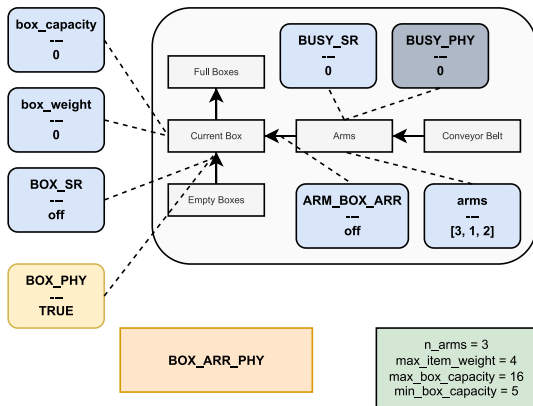 box_capacity
---
0
box_weight
---
0
BOX_SR
---
off
BOX_PHY
---
TRUE
BUSY_SR
---
0
BUSY_PHY
---
0
Full Boxes
Current Box
Arms
Conveyor Belt
Empty Boxes
ARM_BOX_ARR
---
off
arms
---
[3, 1, 2]
BOX_ARR_PHY
n_arms = 3
max_item_weight = 4
max_box_capacity = 16
min_box_capacity = 5